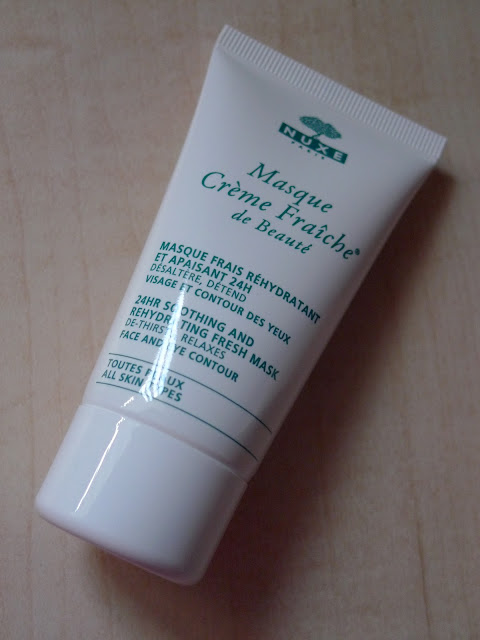 NUXE
PARIS
Masque
Crème Fraîche®
de Beauté
MASQUE FRAIS RÉHYDRATANT
ET APAISANT 24H
DÉSALTÈRE, DÉTEND
VISAGE ET CONTOUR DES YEUX
24HR SOOTHING AND
REHYDRATING FRESH MASK
DE-THIRSTS, RELAXES
FACE AND EYE CONTOUR
TOUTES PEAUX
ALL SKIN TYPES